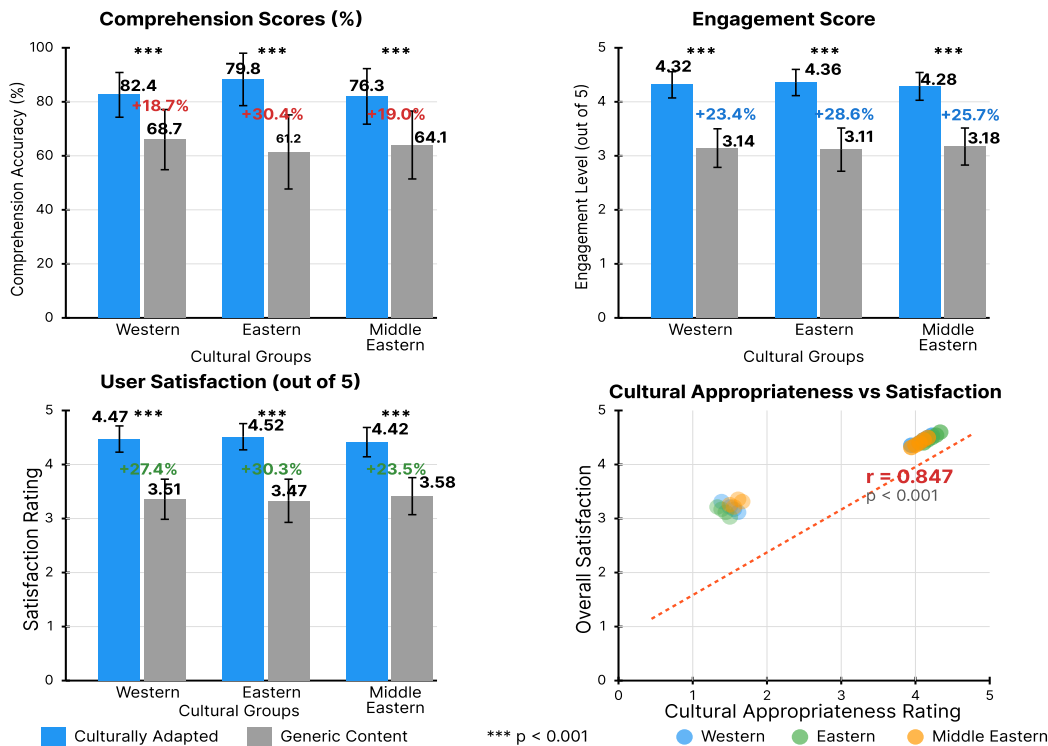 Comprehension Scores (%)
Comprehension Accuracy (%)
100
80
60
40
20
0
***
***
***
82.4
+18.7%
68.7
79.8
+30.4%
61.2
76.3
+19.0%
64.1
Western
Eastern
Middle
Eastern
Cultural Groups
Engagement Score
Engagement Level (out of 5)
5
4
3
2
1
0
***
***
***
4.32
+23.4%
3.14
4.36
+28.6%
3.11
4.28
+25.7%
3.18
Western
Eastern
Middle
Eastern
Cultural Groups
User Satisfaction (out of 5)
Satisfaction Rating
5
4
3
2
1
0
***
***
***
4.47
+27.4%
3.51
4.52
+30.3%
3.47
4.42
+23.5%
3.58
Western
Eastern
Middle
Eastern
Cultural Groups
Cultural Appropriateness vs Satisfaction
Overall Satisfaction
5
4
3
2
1
0
r = 0.847
p < 0.001
0
1
2
3
4
5
Cultural Appropriateness Rating
Culturally Adapted
Generic Content
*** p < 0.001
Western
Eastern
Middle Eastern